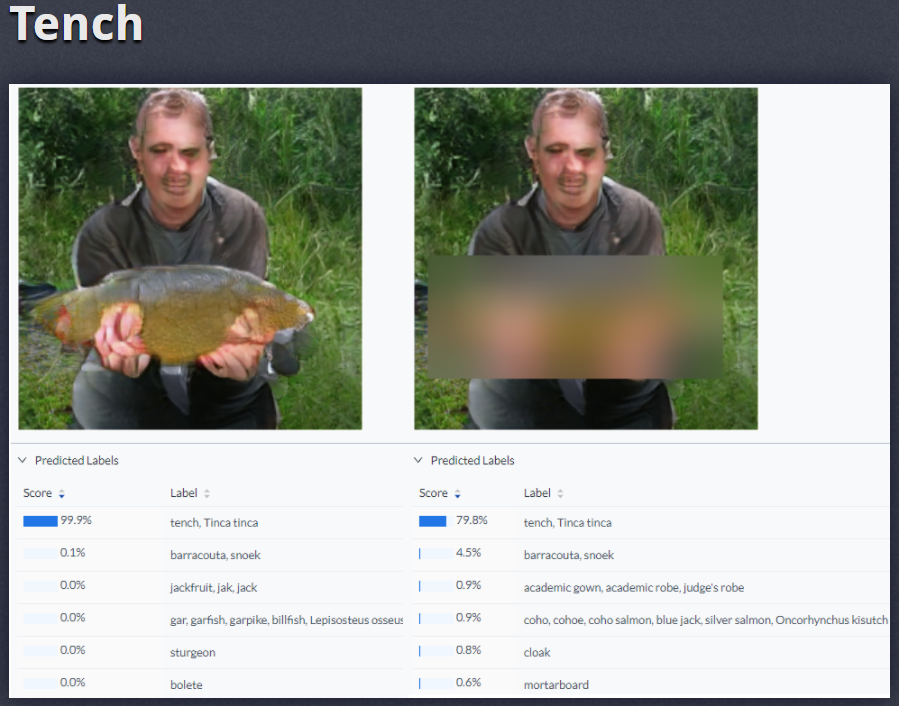 Tench
Predicted Labels
Score Label
99.9% tench, Tinca tinca
0.1% barracouta, snoek
0.0% jackfruit, jak, jack
0.0% gar, garfish, garpike, billfish, Lepisosteus osseus
0.0% sturgeon
0.0% bolete
Predicted Labels
Score Label
79.8% tench, Tinca tinca
4.5% barracouta, snoek
0.9% academic gown, academic robe, judge's robe
0.9% coho, cohoe, coho salmon, blue jack, silver salmon, Oncorhynchus kisutch
0.8% cloak
0.6% mortarboard